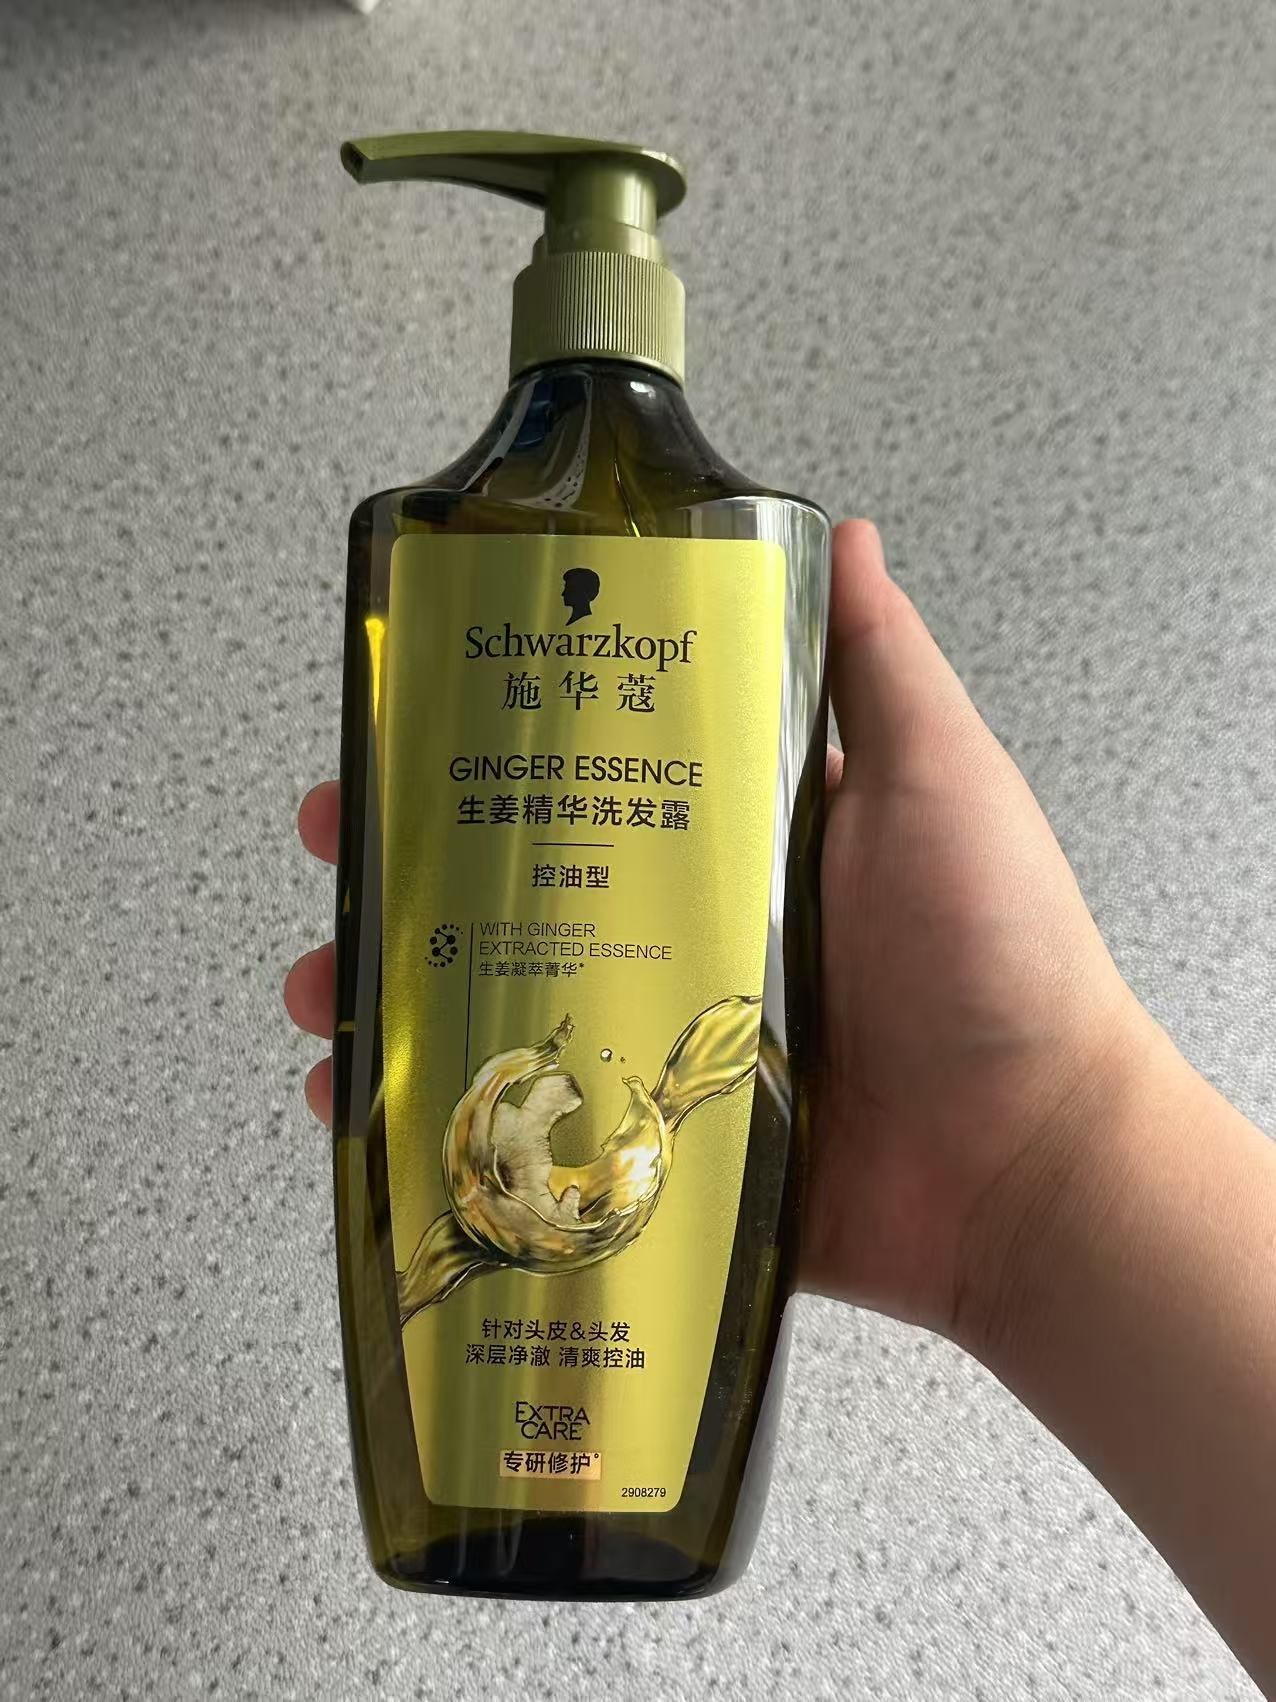 Schwarzkopf
施华蔻
GINGER ESSENCE
生姜精华洗发露
控油型
WITH GINGER
EXTRACTED ESSENCE
生姜凝萃菁华*
针对头皮&头发
深层净澈 清爽控油
EXTRA
CARE
专研修护°
2908279